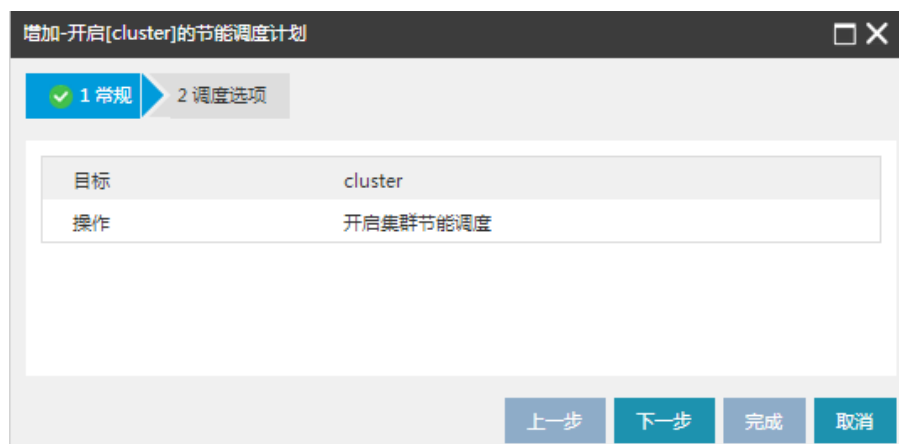 增加-开启[cluster]的节能调度计划
1 常规 2 调度选项
目标 cluster
操作 开启集群节能调度
上一步 下一步 完成 取消